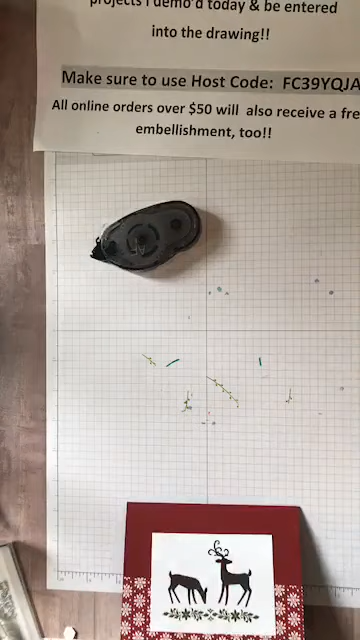 projects I demo'd today & be entered
into the drawing!!
Make sure to use Host Code: FC39YQJA
All online orders over $50 will also receive a fre
embellishment, too!!